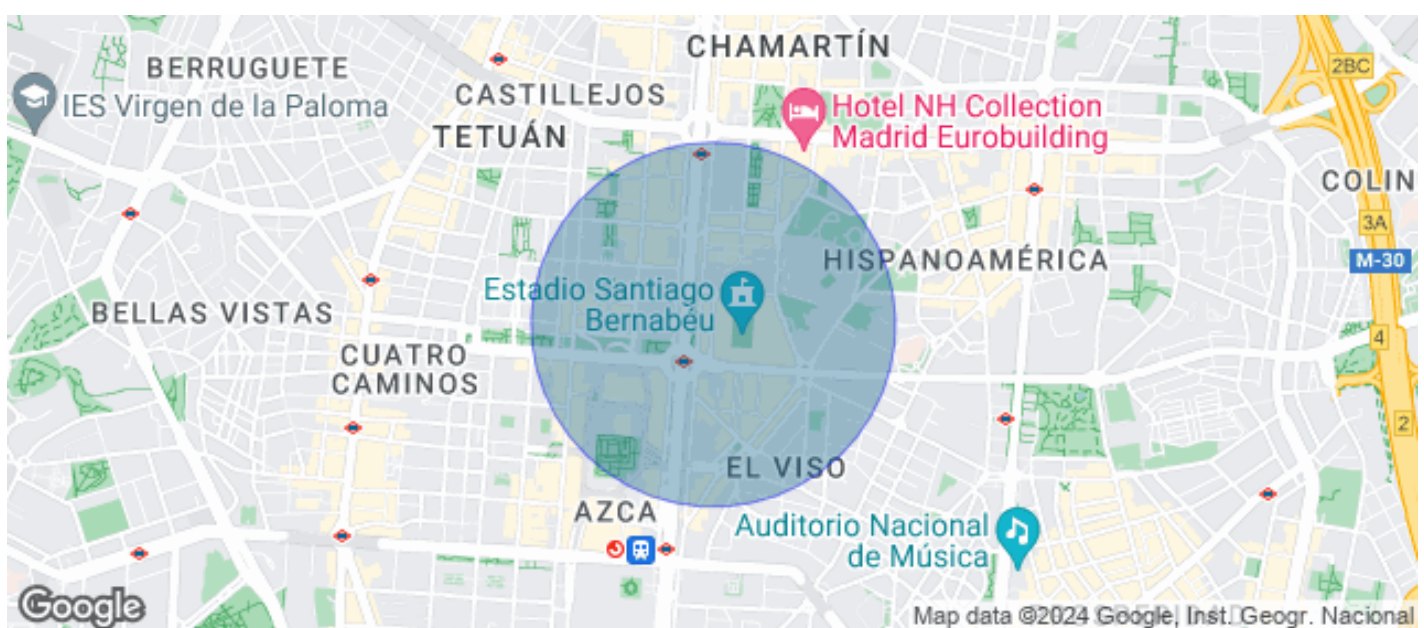 CHAMARTÍN
BERRUGUETE
2BC
IES Virgen de la Paloma
CASTILLEJOS
Hotel NH Collection
Madrid Eurobuilding
TETUÁN
COLIN
3A
HISPANOAMÉRICA
M-30
Estadio Santiago
Bernabéu
BELLAS VISTAS
4
CUATRO
CAMINOS
2
EL VISO
AZCA
Auditorio Nacional
de Música
Google
Map data ©2024 Google, Inst. Geogr. Nacional